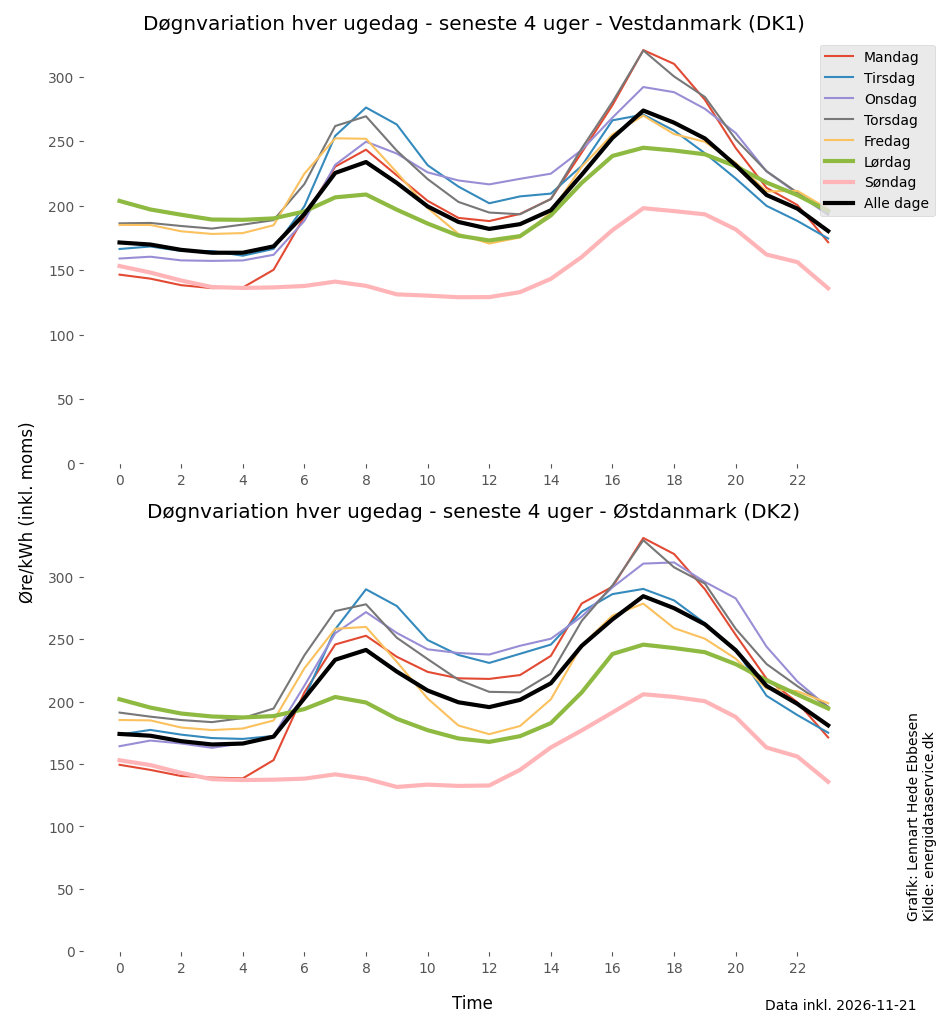 Døgnvariation hver ugedag - seneste 4 uger - Vestdanmark (DK1)
Mandag
Tirsdag
Onsdag
Torsdag
Fredag
Lørdag
Søndag
Alle dage
300
250
200
150
100
50
0
0 2 4 6 8 10 12 14 16 18 20 22
Øre/kWh (inkl. moms)
Døgnvariation hver ugedag - seneste 4 uger - Østdanmark (DK2)
300
250
200
150
100
50
0
0 2 4 6 8 10 12 14 16 18 20 22
Time
Grafik: Lennart Hede Ebbesen
Kilde: energidataservice.dk
Data inkl. 2026-11-21